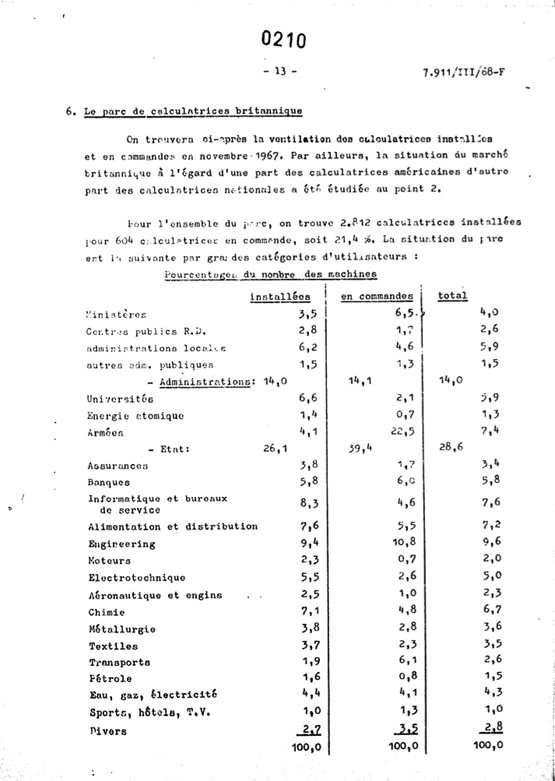 0210
- 13 -
7.911/III/68-F
6. Le parc de calculatrices britannique
On trouvera ci-après la ventilation des calculatrices installées
et en commandes en novembre 1967. Par ailleurs, la situation du marché
britannique à l'égard d'une part des calculatrices américaines d'autre
part des calculatrices nationales a été étudiée au point 2.
Pour l'ensemble du parc, on trouve 2.812 calculatrices installées
pour 604 calculatrices en commande, soit 21,4 %. La situation du parc
est la suivante par grandes catégories d'utilisateurs :
Pourcentages du nombre des machines
installées en commandes total
Ministères 3,5 6,5 4,0
Centres publics R.D. 2,8 1,7 2,6
administrations locales 6,2 4,6 5,9
autres adm. publiques 1,5 1,3 1,5
- Administrations: 14,0 14,1 14,0
Universités 6,6 2,1 5,9
Energie atomique 1,4 0,7 1,3
Armées 4,1 22,5 7,4
- Etat: 26,1 39,4 28,6
Assurances 3,8 1,7 3,4
Banques 5,8 6,0 5,8
Informatique et bureaux
de service 8,3 4,6 7,6
Alimentation et distribution 7,6 5,5 7,2
Engineering 9,4 10,8 9,6
Moteurs 2,3 0,7 2,0
Electrotechnique 5,5 2,6 5,0
Aéronautique et engins 2,5 1,0 2,3
Chimie 7,1 4,8 6,7
Métallurgie 3,8 2,8 3,6
Textiles 3,7 2,3 3,5
Transports 1,9 6,1 2,6
Pétrole 1,6 0,8 1,5
Eau, gaz, électricité 4,4 4,1 4,3
Sports, hôtels, T.V. 1,0 1,3 1,0
Divers 2,7 3,5 2,8
100,0 100,0 100,0